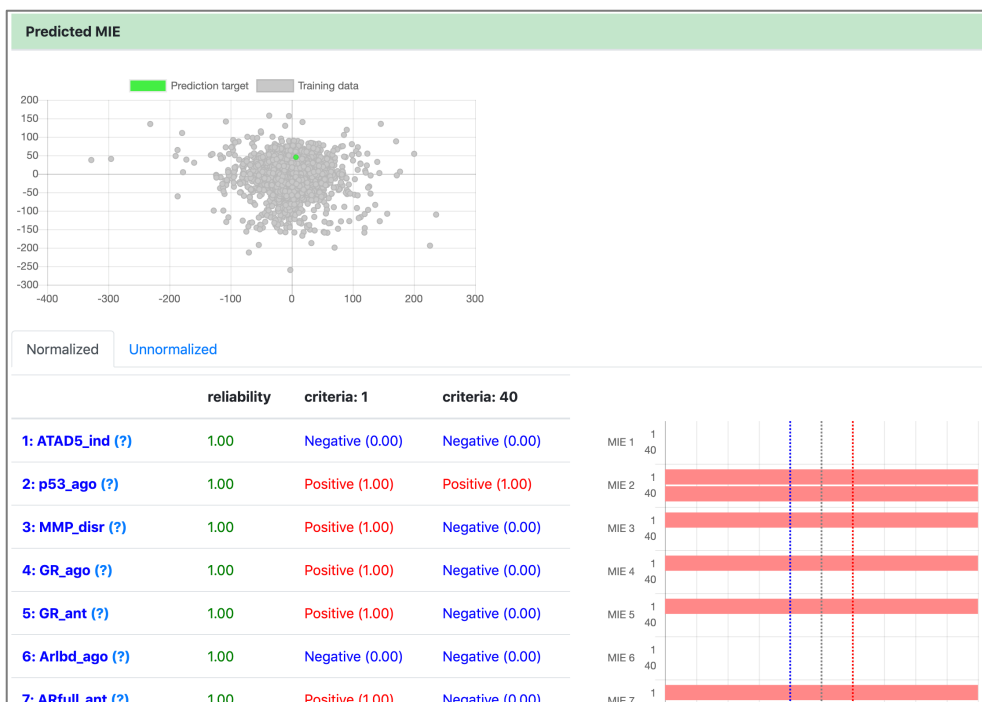 Predicted MIE
Prediction target Training data
200
150
100
50
0
-50
-100
-150
-200
-250
-300
-400 -300 -200 -100 0 100 200 300
Normalized Unnormalized
reliability criteria: 1 criteria: 40
1: ATAD5_ind (?) 1.00 Negative (0.00) Negative (0.00) MIE 1 1 40
2: p53_ago (?) 1.00 Positive (1.00) Positive (1.00) MIE 2 1 40
3: MMP_disr (?) 1.00 Positive (1.00) Negative (0.00) MIE 3 1 40
4: GR_ago (?) 1.00 Positive (1.00) Negative (0.00) MIE 4 1 40
5: GR_ant (?) 1.00 Positive (1.00) Negative (0.00) MIE 5 1 40
6: Arlbd_ago (?) 1.00 Negative (0.00) Negative (0.00) MIE 6 1 40
7: ARfull_ant (?) 1.00 Positive (1.00) Negative (0.00) MIE 7 1